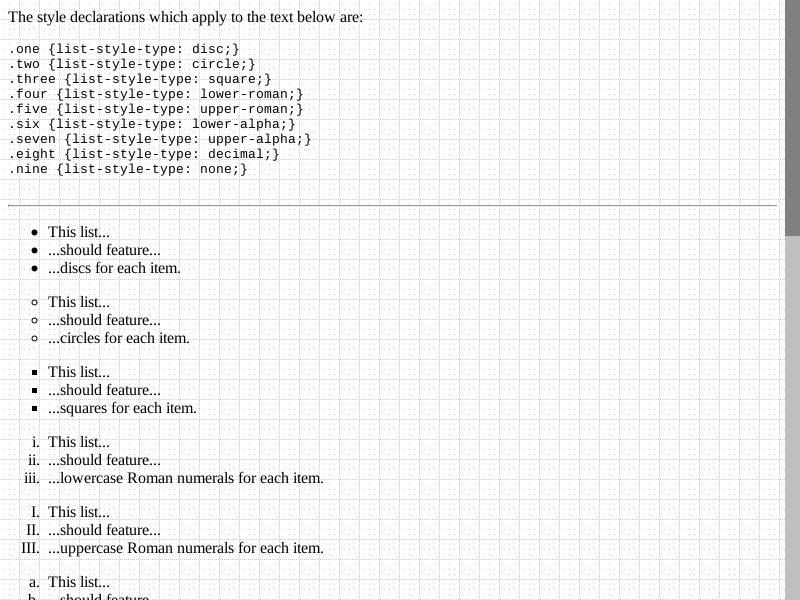 The style declarations which apply to the text below are:
.one {list-style-type: disc;}
.two {list-style-type: circle;}
.three {list-style-type: square;}
.four {list-style-type: lower-roman;}
.five {list-style-type: upper-roman;}
.six {list-style-type: lower-alpha;}
.seven {list-style-type: upper-alpha;}
.eight {list-style-type: decimal;}
.nine {list-style-type: none;}
• This list...
• ...should feature...
• ...discs for each item.
◦ This list...
◦ ...should feature...
◦ ...circles for each item.
▪ This list...
▪ ...should feature...
▪ ...squares for each item.
i. This list...
ii. ...should feature...
iii. ...lowercase Roman numerals for each item.
I. This list...
II. ...should feature...
III. ...uppercase Roman numerals for each item.
a. This list...
b. ...should feature...